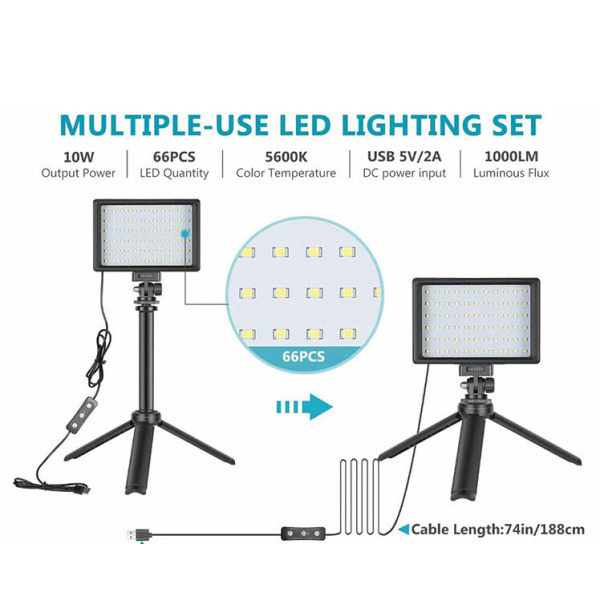 MULTIPLE-USE LED LIGHTING SET
10W
Output Power
66PCS
LED Quantity
5600K
Color Temperature
USB 5V/2A
DC power input
1000LM
Luminous Flux
66PCS
Cable Length:74in/188cm